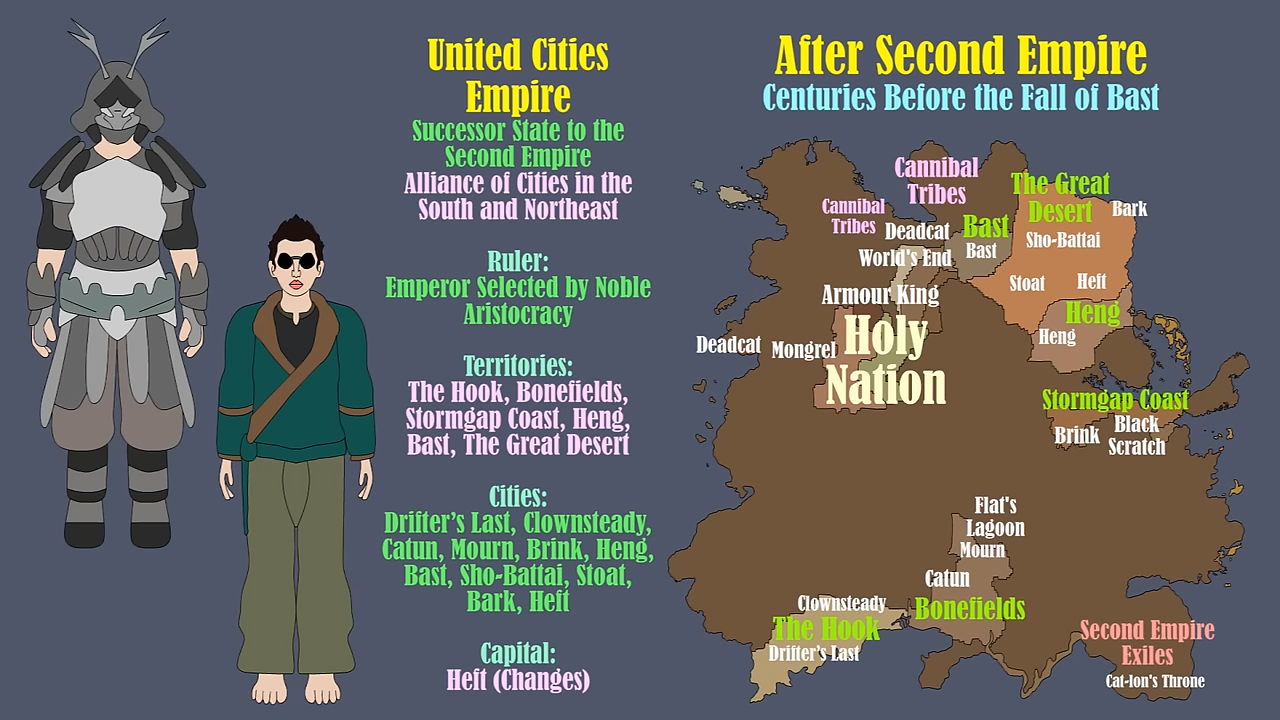 United Cities
Empire
Successor State to the
Second Empire
Alliance of Cities in the
South and Northeast
Ruler:
Emperor Selected by Noble
Aristocracy
Territories:
The Hook, Bonefields,
Stormgap Coast, Heng,
Bast, The Great Desert
Cities:
Drifter's Last, Clownsteady,
Catun, Mourn, Brink, Heng,
Bast, Sho-Battai, Stoat,
Bark, Heft
Capital:
Heft (Changes)
After Second Empire
Centuries Before the Fall of Bast
Cannibal
Tribes
Cannibal
Tribes
The Great
Desert
Bark
Deadcat
Bast
Sho-Battai
World's End
Bast
Stoat
Heft
Armour King
Heng
Heng
Holy
Nation
Deadcat
Mongrel
Stormgap Coast
Brink
Black
Scratch
Flat's
Lagoon
Mourn
Catun
Clownsteady
Bonefields
The Hook
Drifter's Last
Second Empire
Exiles
Cat-lon's Throne